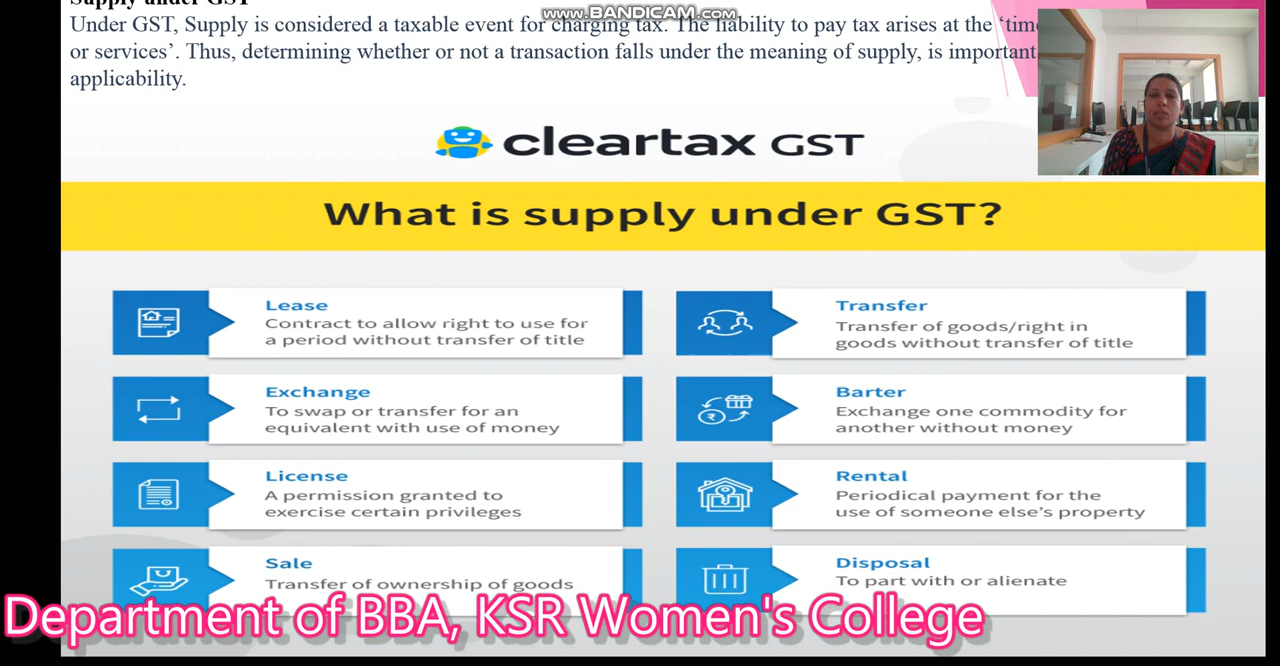 Supply under GST
www.BANDICAM.com
Under GST, Supply is considered a taxable event for charging tax. The liability to pay tax arises at the ‘time
or services’. Thus, determining whether or not a transaction falls under the meaning of supply, is important
applicability.
cleartax GST
What is supply under GST?
Lease
Contract to allow right to use for
a period without transfer of title
Transfer
Transfer of goods/right in
goods without transfer of title
Exchange
To swap or transfer for an
equivalent with use of money
Barter
Exchange one commodity for
another without money
License
A permission granted to
exercise certain privileges
Rental
Periodical payment for the
use of someone else’s property
Sale
Transfer of ownership of goods
Disposal
To part with or alienate
Department of BBA, KSR Women's College